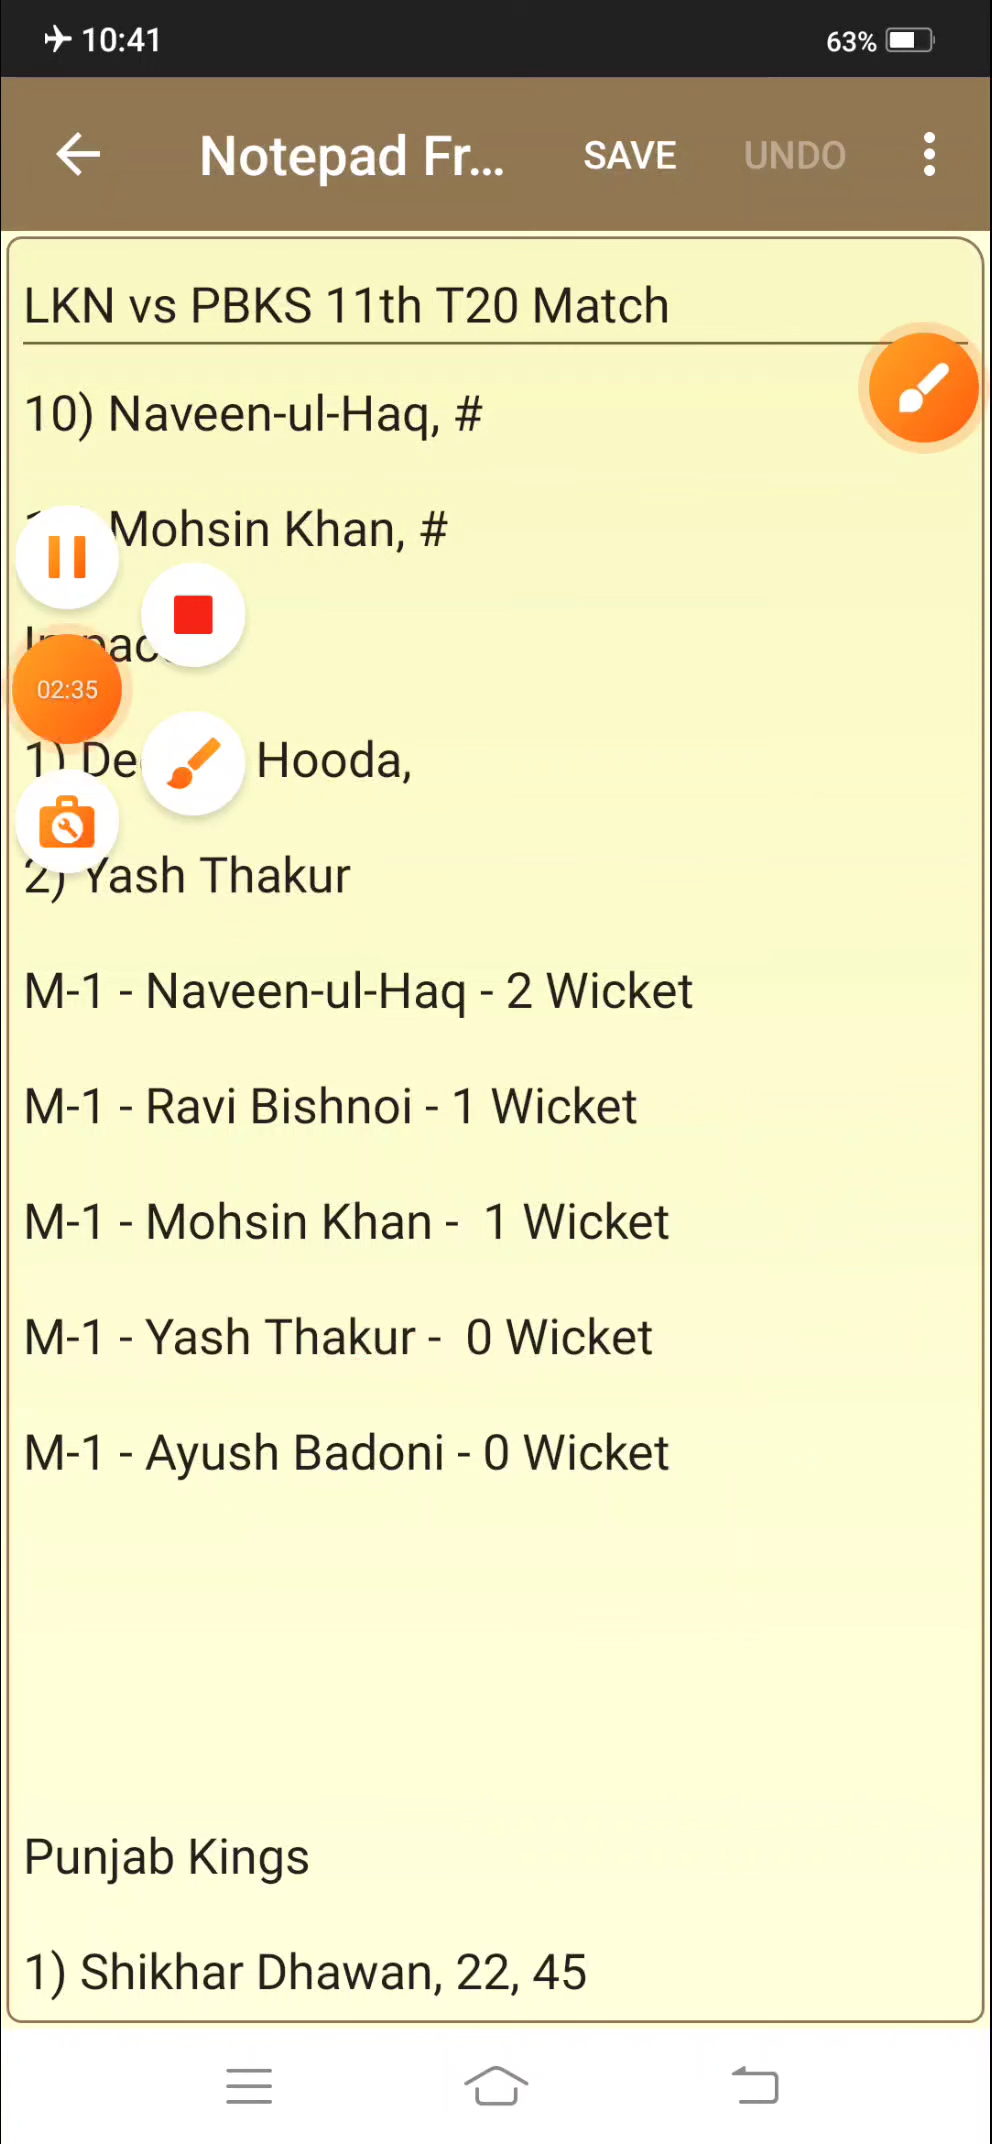 10:41
63%
Notepad Fr... SAVE UNDO
LKN vs PBKS 11th T20 Match
10) Naveen-ul-Haq, #
Mohsin Khan, #
02:35
Hooda,
2) Yash Thakur
M-1 - Naveen-ul-Haq - 2 Wicket
M-1 - Ravi Bishnoi - 1 Wicket
M-1 - Mohsin Khan - 1 Wicket
M-1 - Yash Thakur - 0 Wicket
M-1 - Ayush Badoni - 0 Wicket
Punjab Kings
1) Shikhar Dhawan, 22, 45